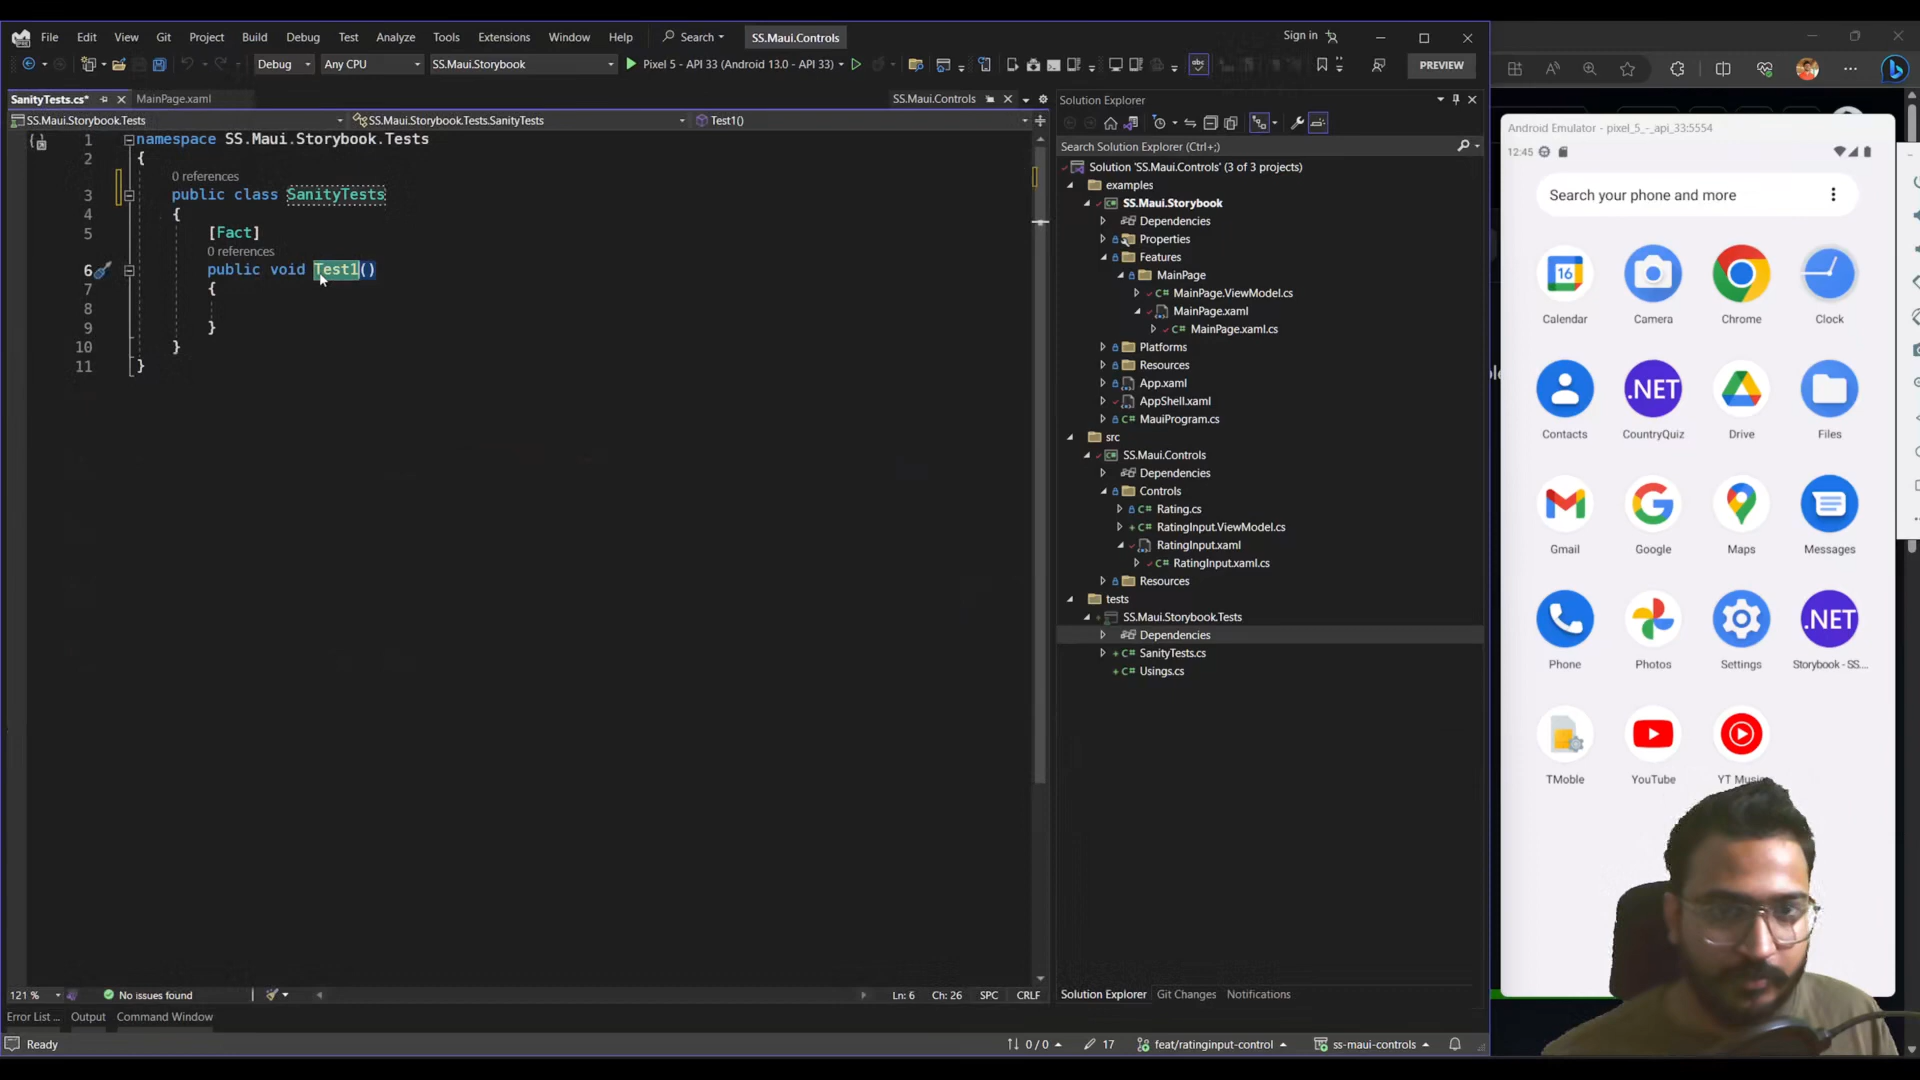 File Edit View Git Project Build Debug Test Analyze Tools Extensions Window Help Search SS.Maui.Controls Sign in
Debug Any CPU SS.Maui.Storybook Pixel 5 - API 33 (Android 13.0 - API 33) PREVIEW
SanityTests.cs* MainPage.xaml SS.Maui.Controls
SS.Maui.Storybook.Tests SS.Maui.Storybook.Tests.SanityTests Test1()
1 namespace SS.Maui.Storybook.Tests
2 {
0 references
3 public class SanityTests
4 {
5 [Fact]
0 references
6 public void Test1()
7 {
8
9 }
10 }
11 }
121 % No issues found Ln: 6 Ch: 26 SPC CRLF
Error List ... Output Command Window
Ready 0 / 0 17 feat/ratinginput-control ss-maui-controls
Solution Explorer
Search Solution Explorer (Ctrl+;)
Solution 'SS.Maui.Controls' (3 of 3 projects)
examples
SS.Maui.Storybook
Dependencies
Properties
Features
MainPage
MainPage.ViewModel.cs
MainPage.xaml
MainPage.xaml.cs
Platforms
Resources
App.xaml
AppShell.xaml
MauiProgram.cs
src
SS.Maui.Controls
Dependencies
Controls
Rating.cs
RatingInput.ViewModel.cs
RatingInput.xaml
RatingInput.xaml.cs
Resources
tests
SS.Maui.Storybook.Tests
Dependencies
SanityTests.cs
Usings.cs
Solution Explorer Git Changes Notifications
Android Emulator - pixel_5_-_api_33:5554
12:45
Search your phone and more
16
Calendar Camera Chrome Clock
.NET
Contacts CountryQuiz Drive Files
Gmail Google Maps Messages
.NET
Phone Photos Settings Storybook - SS...
TMoble YouTube YT Music